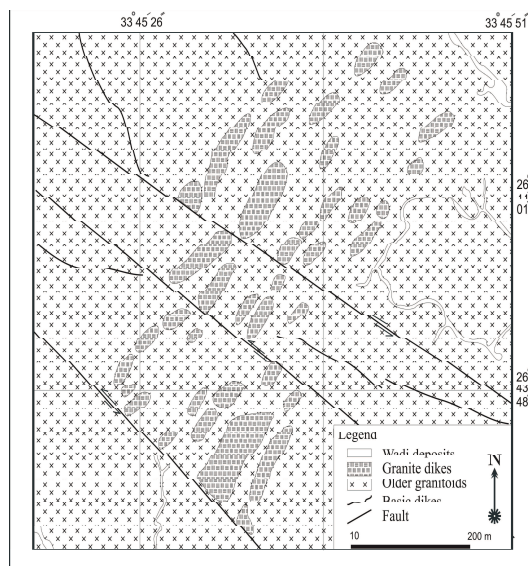 33° 45´ 26˝
33° 45´ 51˝
26
01
26
43
48
Legend
Wadi deposits
Granite dikes
Older granitoids
Basic dikes
Fault
N
10 200 m